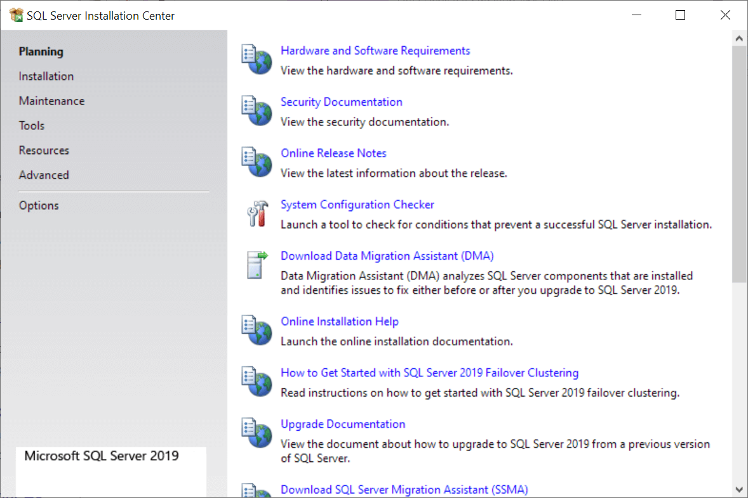 SQL Server Installation Center
Planning
Installation
Maintenance
Tools
Resources
Advanced
Options
Microsoft SQL Server 2019
Hardware and Software Requirements
View the hardware and software requirements.
Security Documentation
View the security documentation.
Online Release Notes
View the latest information about the release.
System Configuration Checker
Launch a tool to check for conditions that prevent a successful SQL Server installation.
Download Data Migration Assistant (DMA)
Data Migration Assistant (DMA) analyzes SQL Server components that are installed
and identifies issues to fix either before or after you upgrade to SQL Server 2019.
Online Installation Help
Launch the online installation documentation.
How to Get Started with SQL Server 2019 Failover Clustering
Read instructions on how to get started with SQL Server 2019 failover clustering.
Upgrade Documentation
View the document about how to upgrade to SQL Server 2019 from a previous version
of SQL Server.
Download SQL Server Migration Assistant (SSMA)